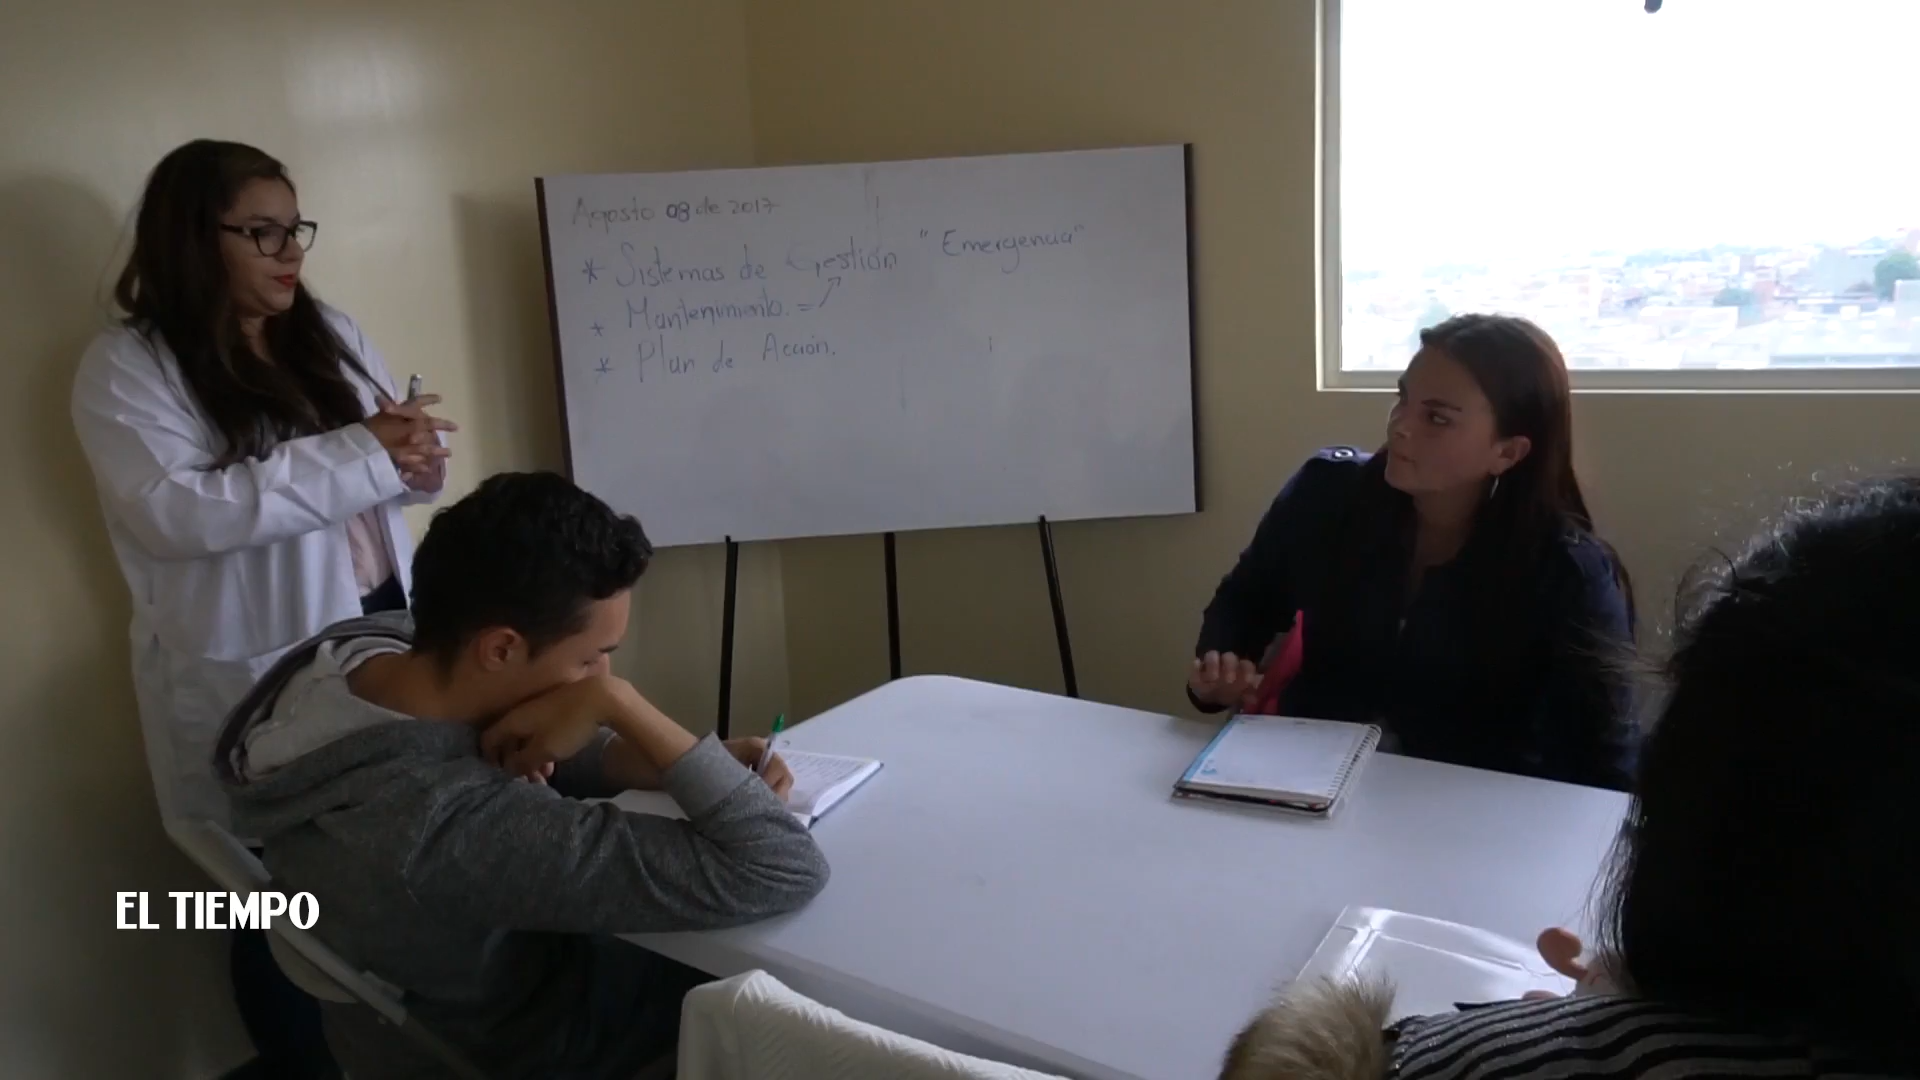 Agosto 08 de 2017
* Sistemas de Gestión "Emergencia"
* Mantenimiento. =
* Plan de Acción.
EL TIEMPO